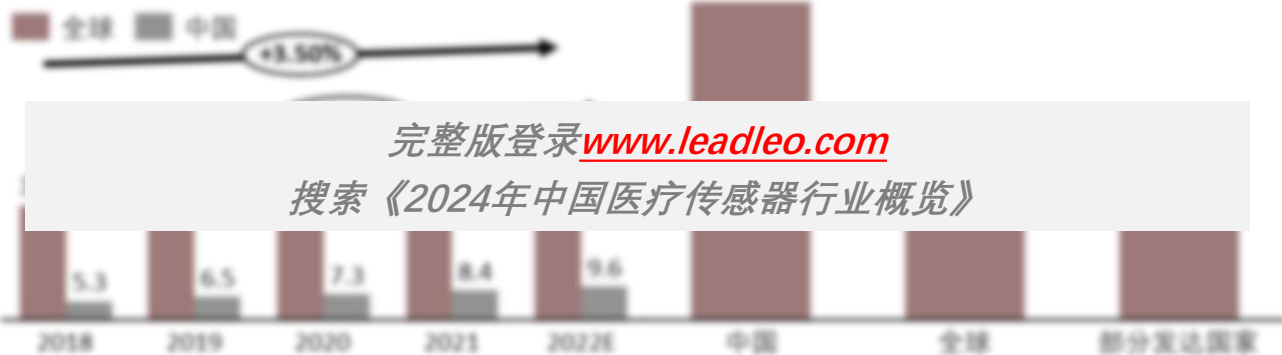 全球 中国
+3.50%
完整版登录www.leadleo.com
搜索《2024年中国医疗传感器行业概览》
5.3 6.5 7.3 8.4 9.6
2018 2019 2020 2021 2022E 中国 全球 部分发达国家